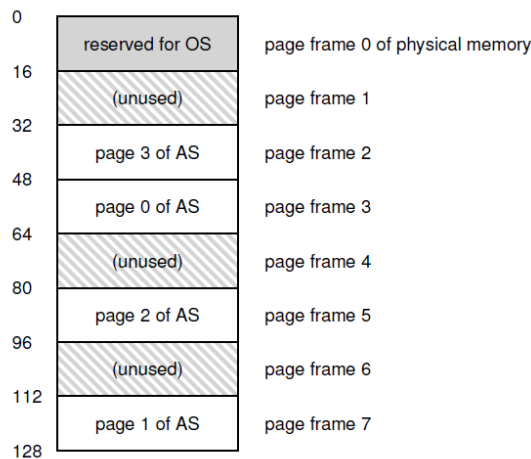 0
reserved for OS page frame 0 of physical memory
16
(unused) page frame 1
32
page 3 of AS page frame 2
48
page 0 of AS page frame 3
64
(unused) page frame 4
80
page 2 of AS page frame 5
96
(unused) page frame 6
112
page 1 of AS page frame 7
128